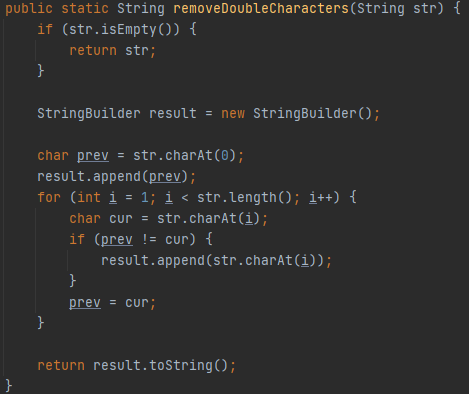 public static String removeDoubleCharacters(String str) {
    if (str.isEmpty()) {
        return str;
    }

    StringBuilder result = new StringBuilder();

    char prev = str.charAt(0);
    result.append(prev);
    for (int i = 1; i < str.length(); i++) {
        char cur = str.charAt(i);
        if (prev != cur) {
            result.append(str.charAt(i));
        }
        prev = cur;
    }

    return result.toString();
}